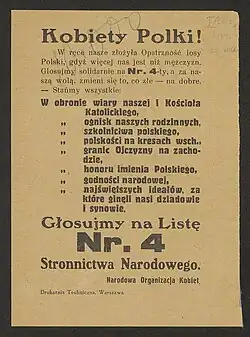 Kobiety Polki!
W ręce nasze złożyła Opatrzność losy
Polski, gdyż więcej nas jest niż mężczyzn.
Głosujmy solidarnie na Nr. 4-ty, a za na-
szą wolą, zmieni się to, co złe — na dobre.
— Stańmy wszystkie:
W obronie wiary naszej i Kościoła
Katolickiego,
„ ognisk naszych rodzinnych,
„ szkolnictwa polskiego,
„ polskości na kresach wsch.,
„ granic Ojczyzny na zacho-
dzie,
„ honoru imienia Polskiego,
„ godności narodowej,
„ najświętszych ideałów, za
które ginęli nasi dziadowie
i synowie.
Głosujmy na Listę
Nr. 4
Stronnictwa Narodowego.
Narodowa Organizacja Kobiet
Drukarnia Techniczna, Warszawa